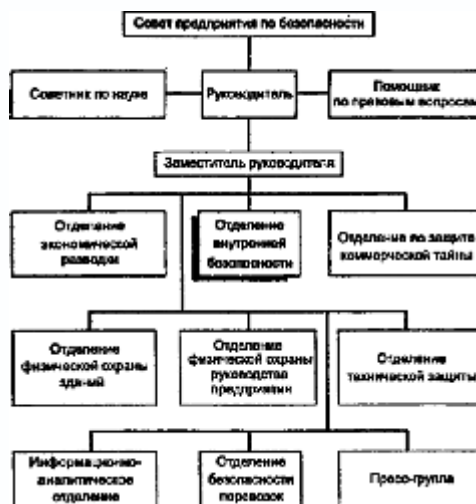 Совет предприятия по безопасности
Советник по науке
Руководитель
Помощник
по правовым вопросам
Заместитель руководителя
Отделение
экономической
разведки
Отделение
внутренней
безопасности
Отделение по защите
коммерческой тайны
Отделение
физической охраны
зданий
Отделение
физической охраны
руководства
предприятия
Отделение
технической защиты
Информационно-
аналитическое
отделение
Отделение
безопасности
перевозок
Пресс-группа